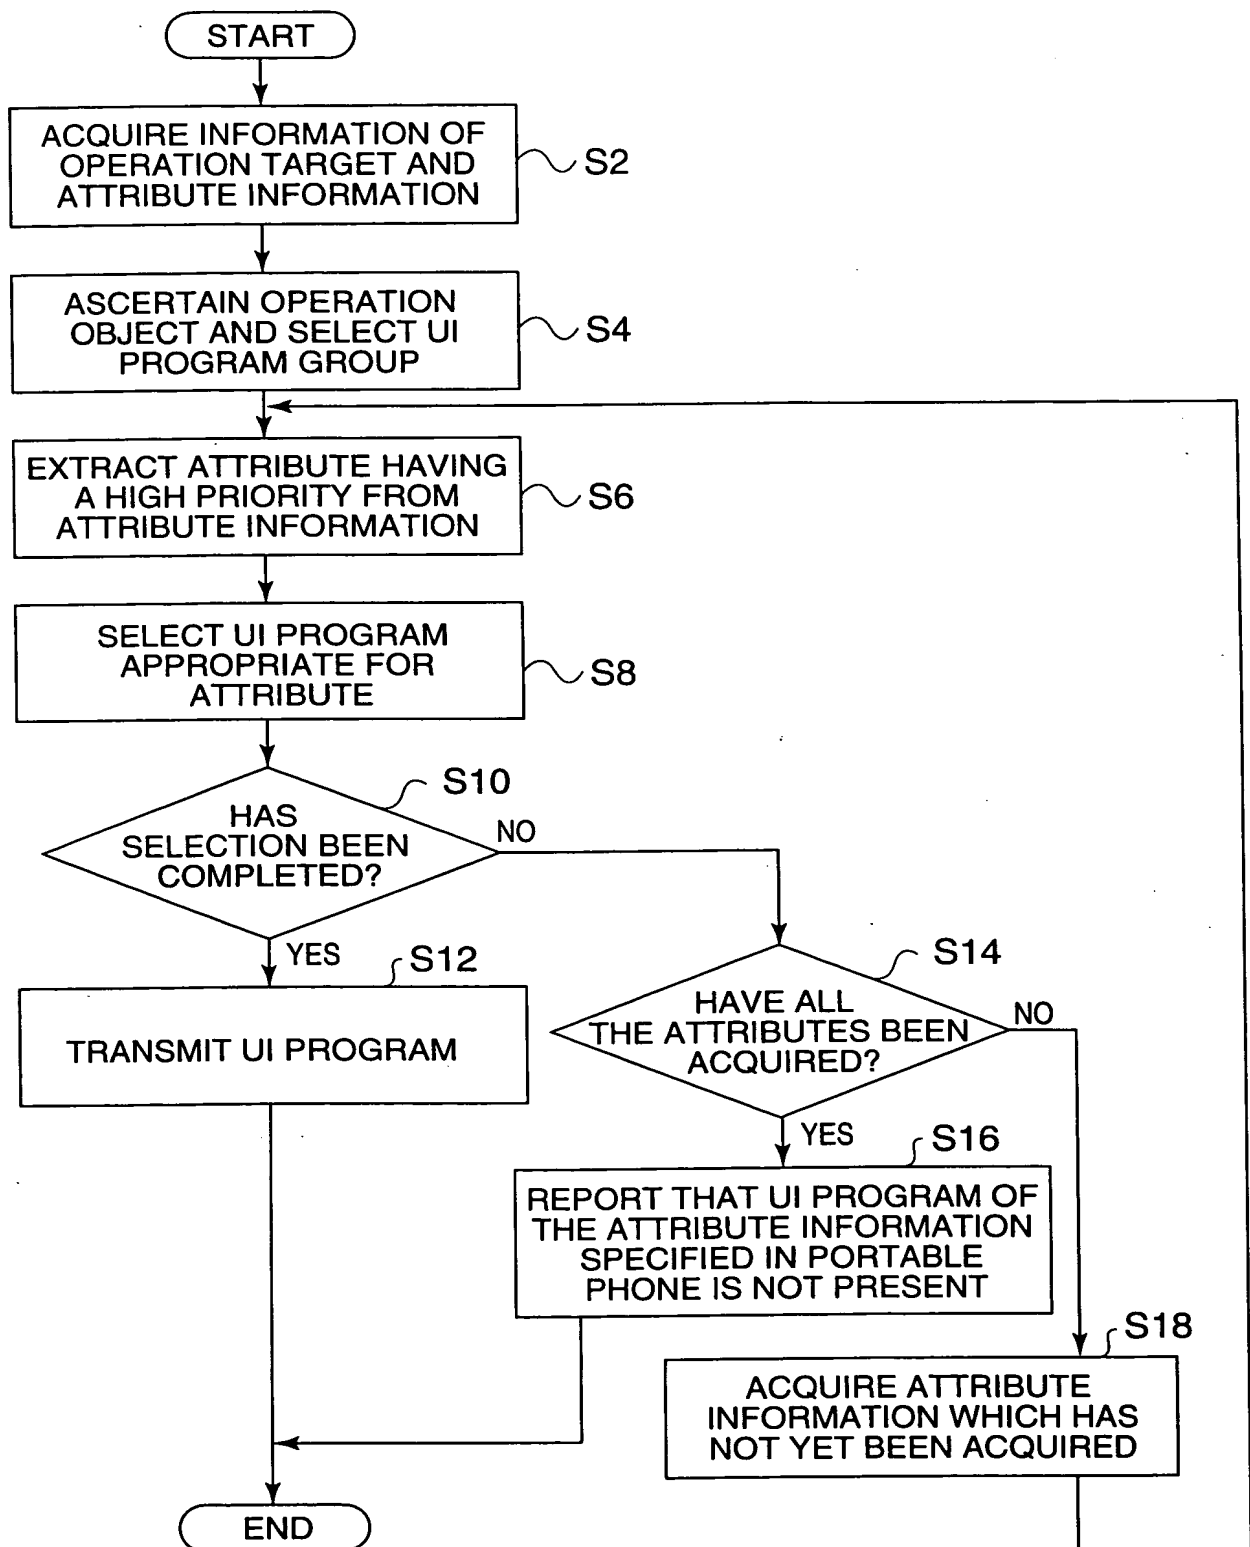 START
ACQUIRE INFORMATION OF
OPERATION TARGET AND
ATTRIBUTE INFORMATION
S2
ASCERTAIN OPERATION
OBJECT AND SELECT UI
PROGRAM GROUP
S4
EXTRACT ATTRIBUTE HAVING
A HIGH PRIORITY FROM
ATTRIBUTE INFORMATION
S6
SELECT UI PROGRAM
APPROPRIATE FOR
ATTRIBUTE
S8
S10
HAS
SELECTION BEEN
COMPLETED?
NO
YES
S12
TRANSMIT UI PROGRAM
S14
HAVE ALL
THE ATTRIBUTES BEEN
ACQUIRED?
NO
YES
S16
REPORT THAT UI PROGRAM OF
THE ATTRIBUTE INFORMATION
SPECIFIED IN PORTABLE
PHONE IS NOT PRESENT
S18
ACQUIRE ATTRIBUTE
INFORMATION WHICH HAS
NOT YET BEEN ACQUIRED
END